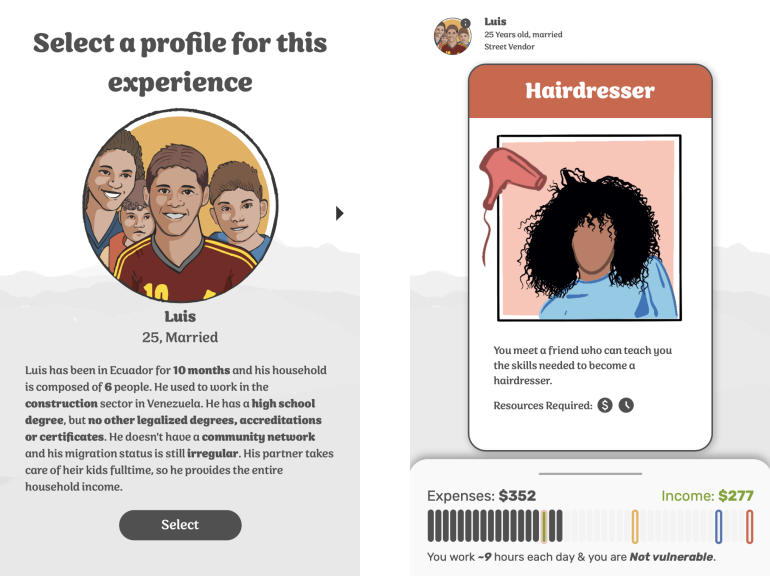 Select a profile for this
experience
Luis
25, Married
Luis has been in Ecuador for 10 months and his household
is composed of 6 people. He used to work in the
construction sector in Venezuela. He has a high school
degree, but no other legalized degrees, accreditations
or certificates. He doesn't have a community network
and his migration status is still irregular. His partner takes
care of heir kids fulltime, so he provides the entire
household income.
Select
Luis
25 Years old, married
Street Vendor
Hairdresser
You meet a friend who can teach you
the skills needed to become a
hairdresser.
Resources Required: $
Expenses: $352
Income: $277
You work ~9 hours each day & you are Not vulnerable.